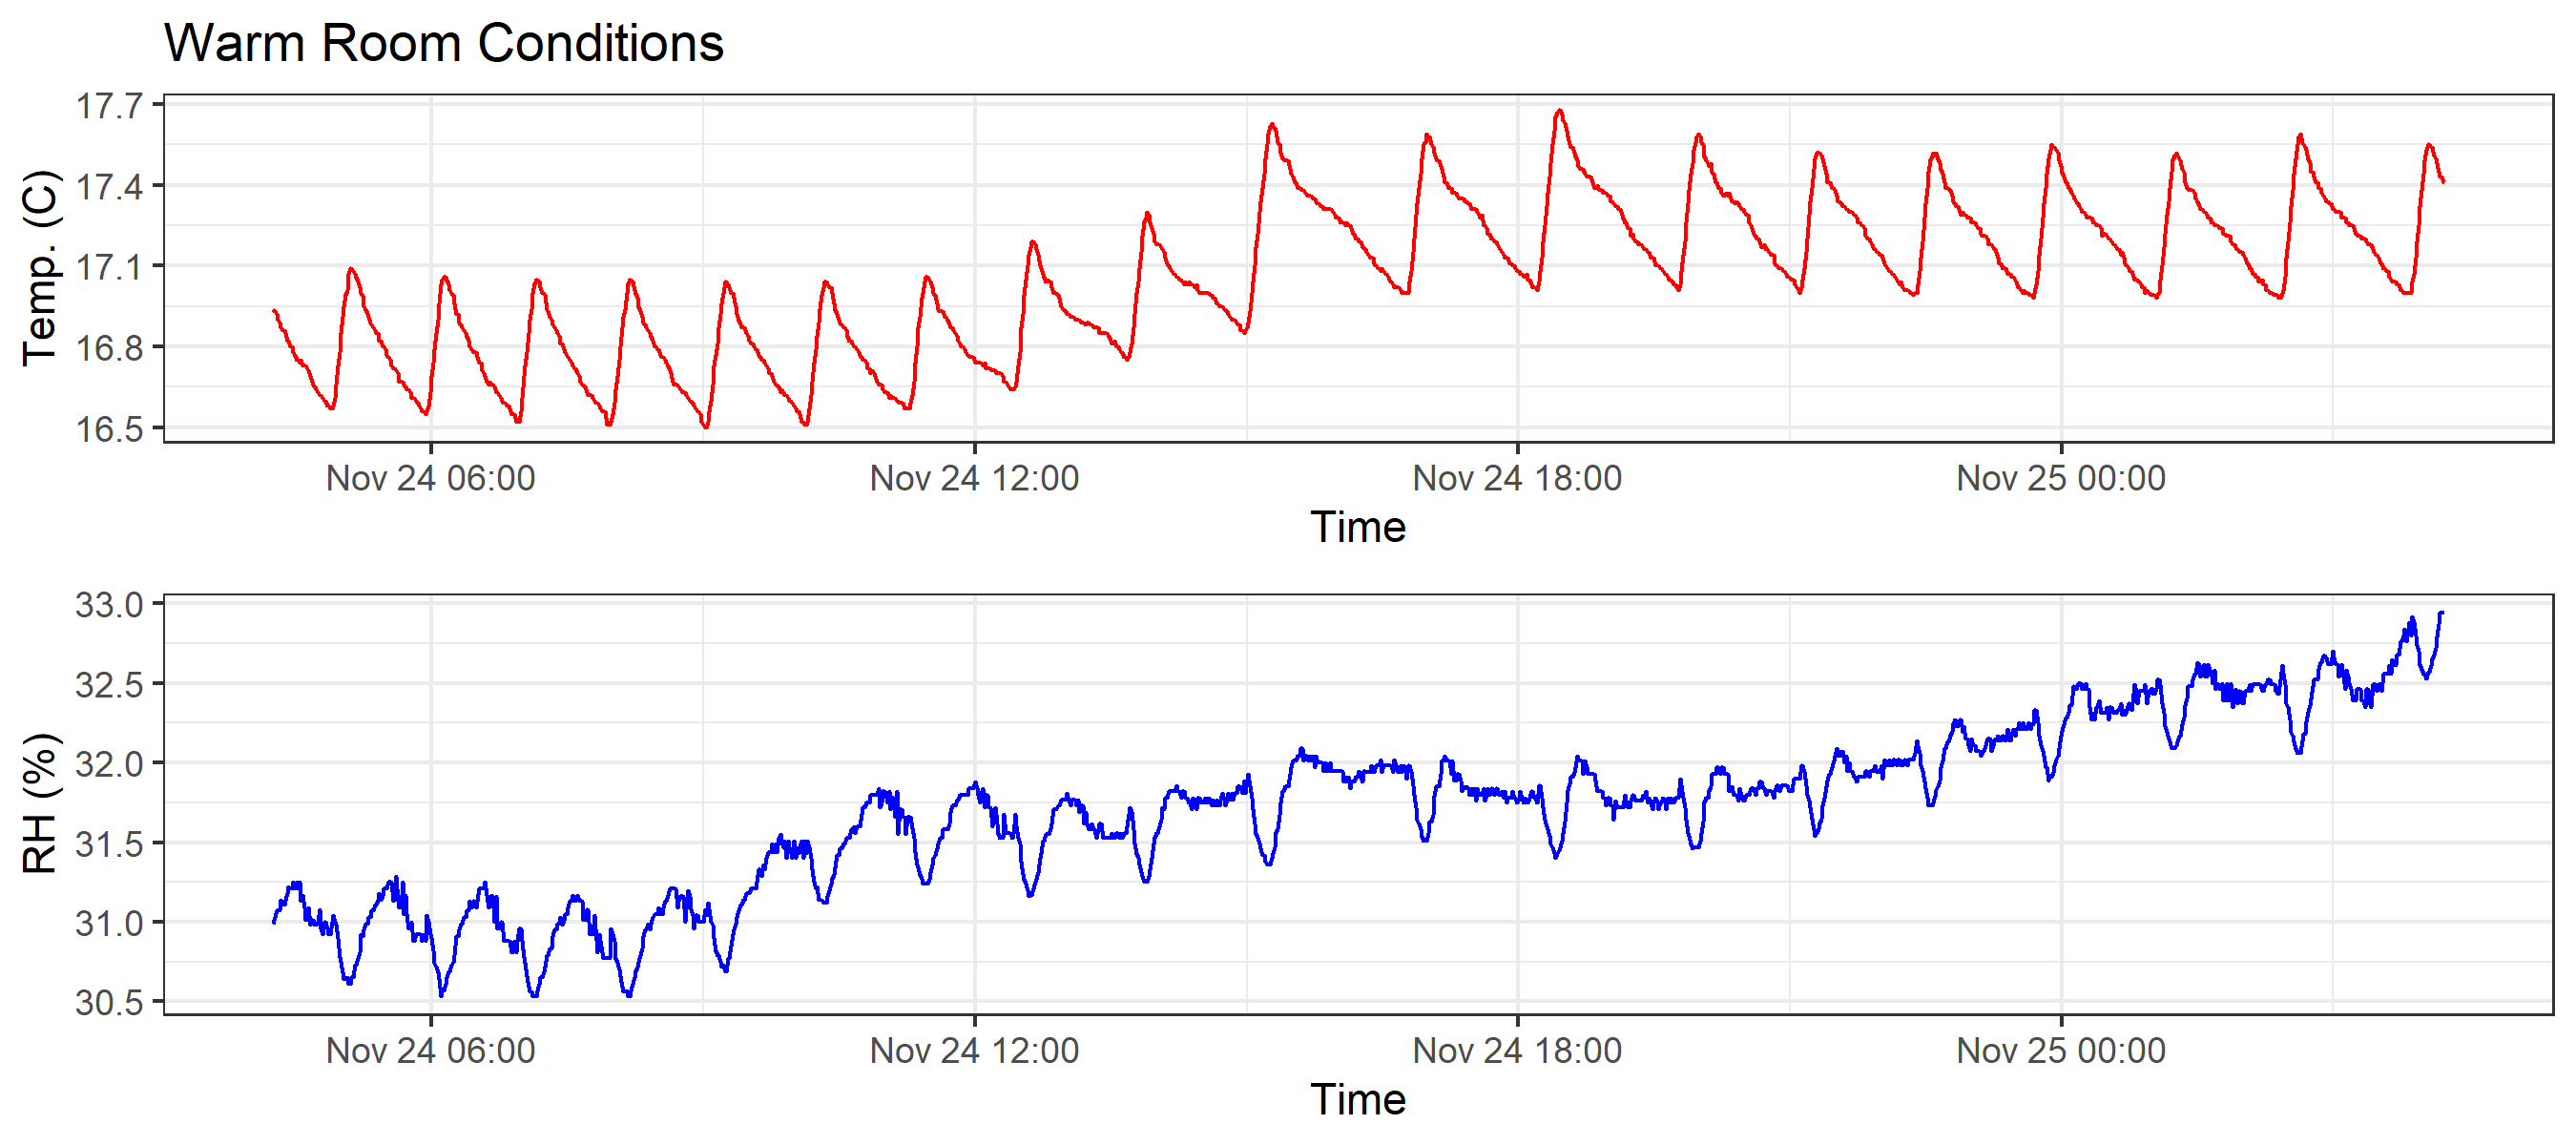 Warm Room Conditions
17.7
17.4
17.1
16.8
16.5
Temp. (C)
Nov 24 06:00 Nov 24 12:00 Nov 24 18:00 Nov 25 00:00
Time
33.0
32.5
32.0
31.5
31.0
30.5
RH (%)
Nov 24 06:00 Nov 24 12:00 Nov 24 18:00 Nov 25 00:00
Time